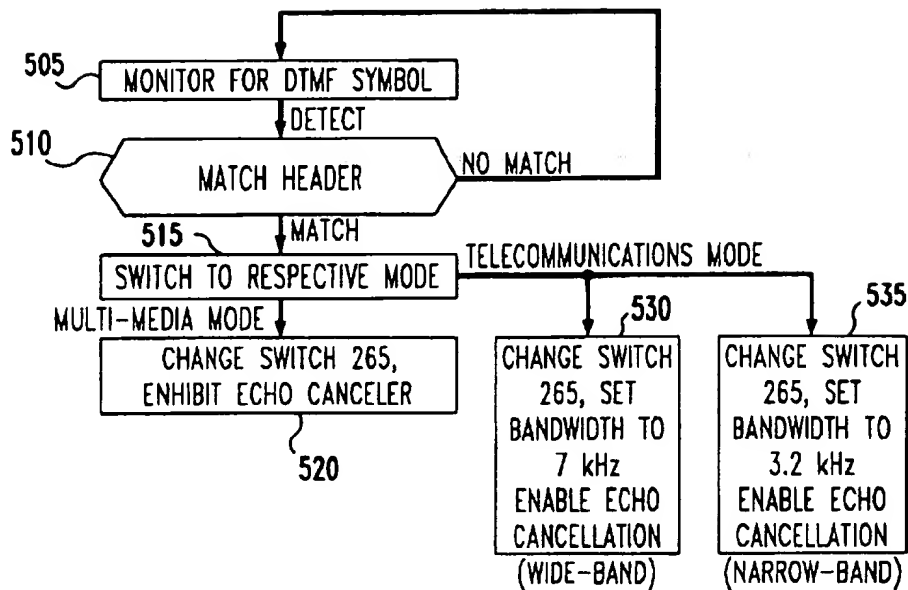 505
MONITOR FOR DTMF SYMBOL
DETECT
510
MATCH HEADER
NO MATCH
MATCH
515
SWITCH TO RESPECTIVE MODE
TELECOMMUNICATIONS MODE
MULTI-MEDIA MODE
CHANGE SWITCH 265,
ENHIBIT ECHO CANCELER
520
530
CHANGE SWITCH
265, SET
BANDWIDTH TO
7 kHz
ENABLE ECHO
CANCELLATION
(WIDE-BAND)
535
CHANGE SWITCH
265, SET
BANDWIDTH TO
3.2 kHz
ENABLE ECHO
CANCELLATION
(NARROW-BAND)